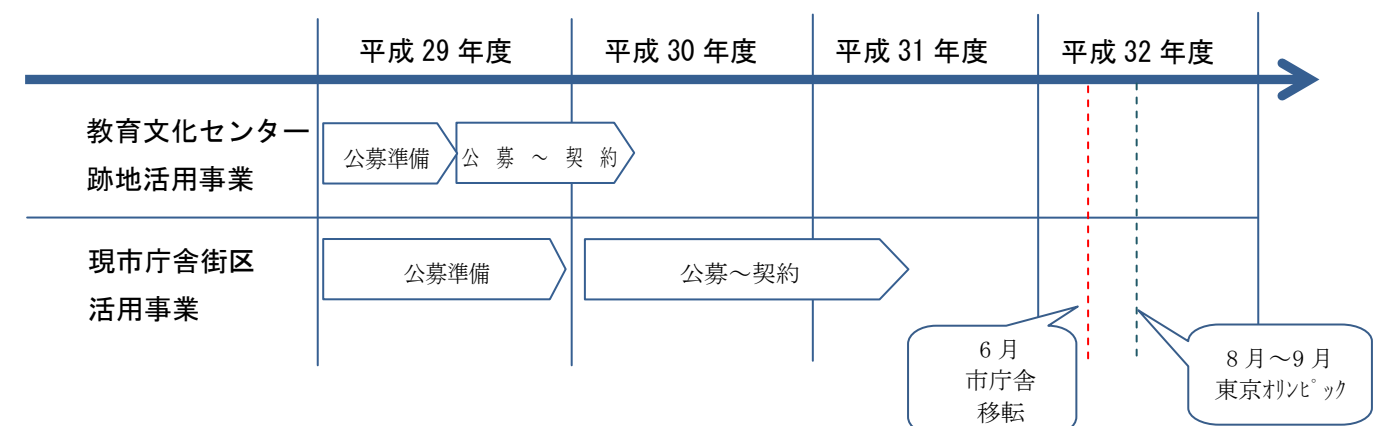 平成 29 年度 平成 30 年度 平成 31 年度 平成 32 年度
教育文化センター
跡地活用事業
公募準備
公 募 ～ 契 約
現市庁舎街区
活用事業
公募準備
公募～契約
6 月
市庁舎
移転
8 月～9 月
東京ｵﾘﾝﾋﾟｯｸ